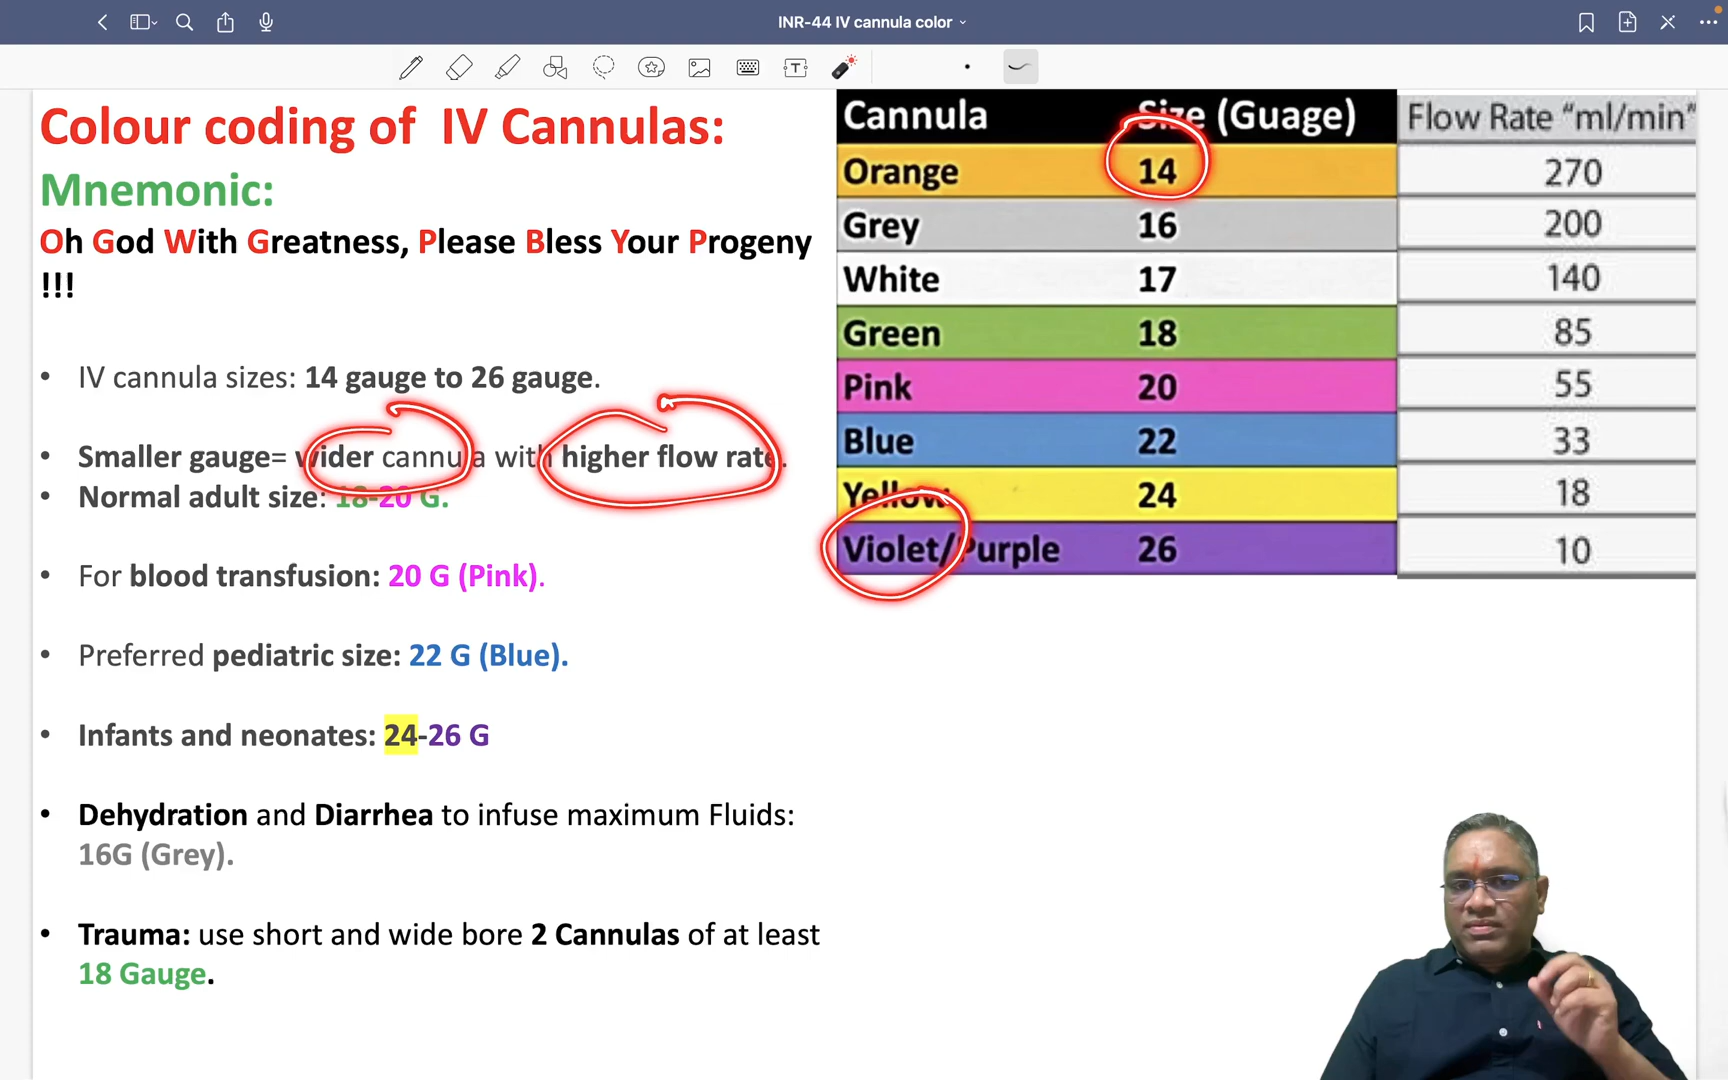 INR-44 IV cannula color
Colour coding of IV Cannulas:
Mnemonic:
Oh God With Greatness, Please Bless Your Progeny
!!!
• IV cannula sizes: 14 gauge to 26 gauge.
• Smaller gauge= wider cannula with higher flow rate.
• Normal adult size: 18-20 G.
• For blood transfusion: 20 G (Pink).
• Preferred pediatric size: 22 G (Blue).
• Infants and neonates: 24-26 G
• Dehydration and Diarrhea to infuse maximum Fluids:
16G (Grey).
• Trauma: use short and wide bore 2 Cannulas of at least
18 Gauge.
Cannula Size (Guage) Flow Rate “ml/min”
Orange 14 270
Grey 16 200
White 17 140
Green 18 85
Pink 20 55
Blue 22 33
Yellow 24 18
Violet/Purple 26 10